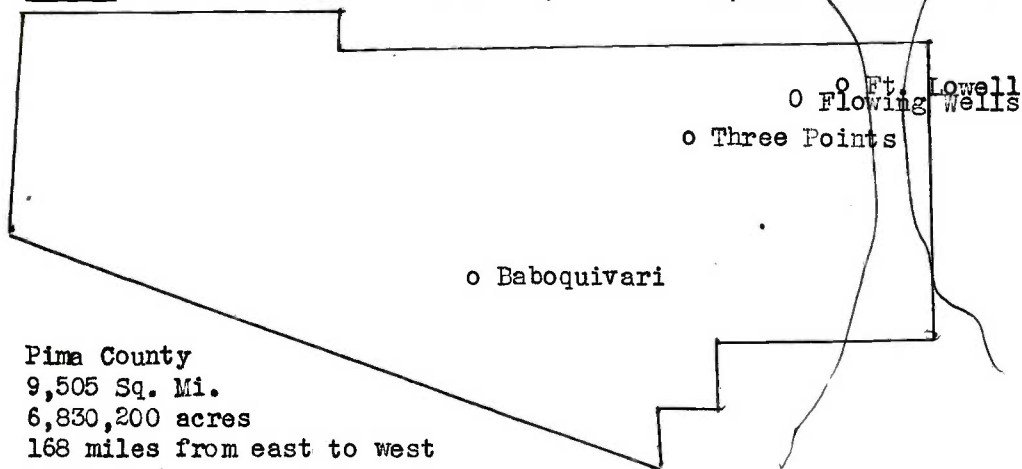 o Ft. Lowell
O Flowing Wells
o Three Points
o Baboquivari
Pima County
9,505 Sq. Mi.
6,830,200 acres
168 miles from east to west